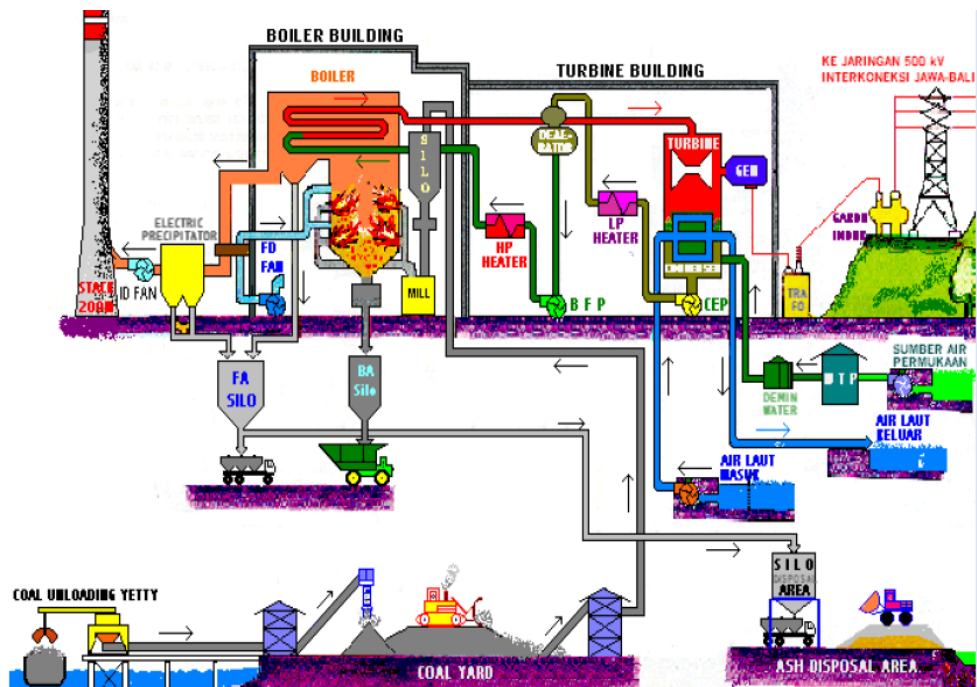 BOILER BUILDING
BOILER
TURBINE BUILDING
KE JARINGAN 500 kV
INTERKONEKSI JAWA-BALI
SILO
DEAE-
RATOR
TURBINE
GEN
ELECTRIC
PRECIPITATOR
FD
FAN
HP
HEATER
LP
HEATER
GARDU
INDUK
CONDENSER
STACK
200M
ID FAN
MILL
B F P
CEP
TRA
FO
SUMBER AIR
PERMUKAAN
FA
SILO
BA
Silo
W T P
DEMIN
WATER
AIR LAUT
KELUAR
AIR LAUT
MASUK
SILO
DISPOSAL
AREA
COAL UNLOADING YETTY
COAL YARD
ASH DISPOSAL AREA